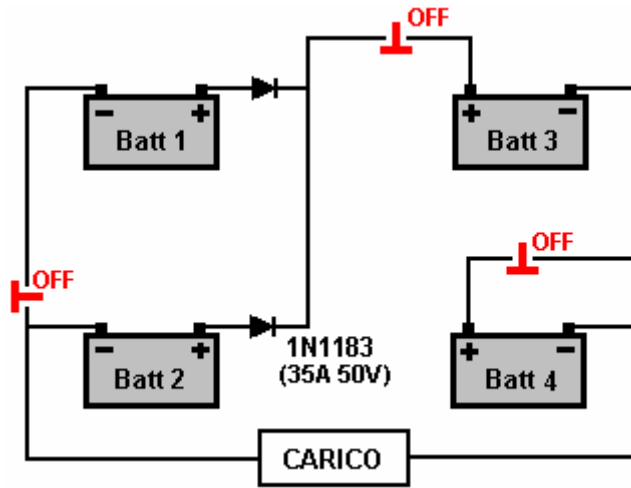 OFF
- +
Batt 1
+ -
Batt 3
OFF
OFF
- +
Batt 2
1N1183
(35A 50V)
+ -
Batt 4
CARICO